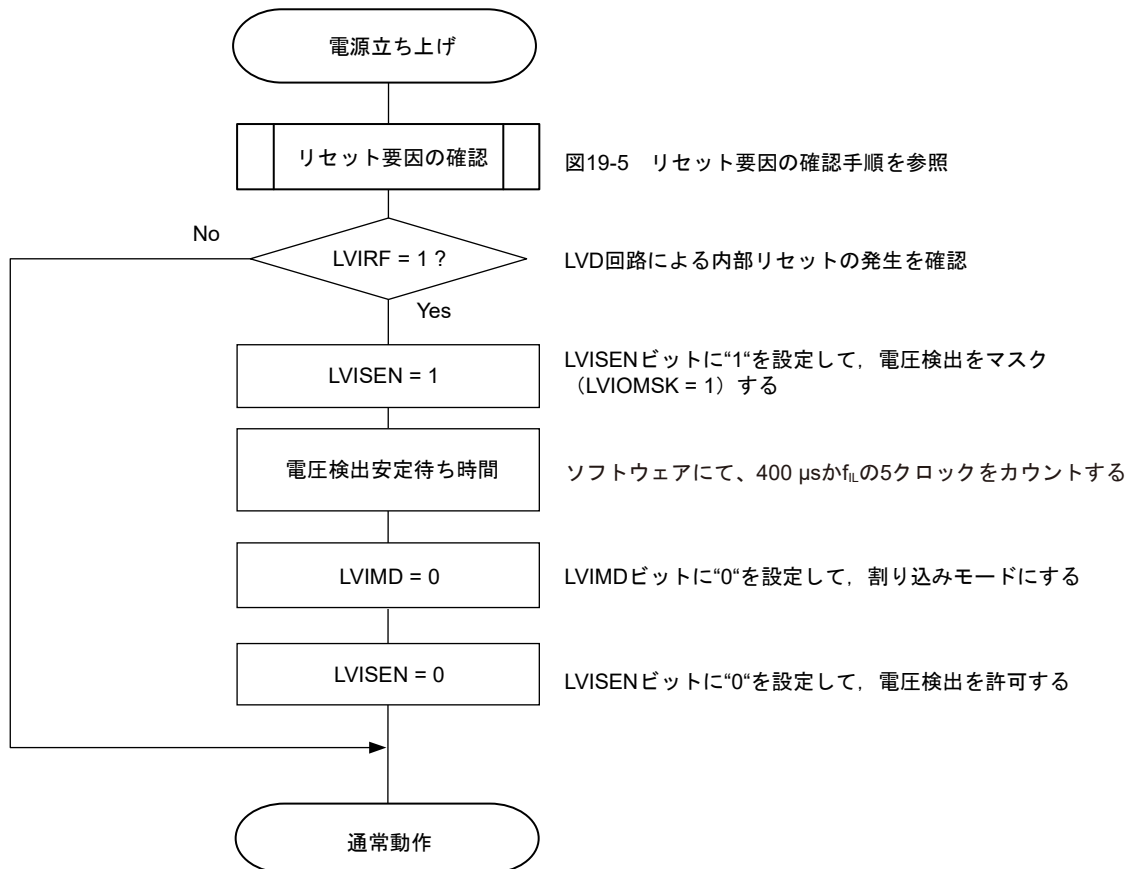 電源立ち上げ
リセット要因の確認
図19-5　リセット要因の確認手順を参照
No
LVIRF = 1 ?
LVD回路による内部リセットの発生を確認
Yes
LVISEN = 1
LVISENビットに“1“を設定して，電圧検出をマスク
（LVIOMSK = 1）する
電圧検出安定待ち時間
ソフトウェアにて、400 µsかfILの5クロックをカウントする
LVIMD = 0
LVIMDビットに“0“を設定して，割り込みモードにする
LVISEN = 0
LVISENビットに“0“を設定して，電圧検出を許可する
通常動作